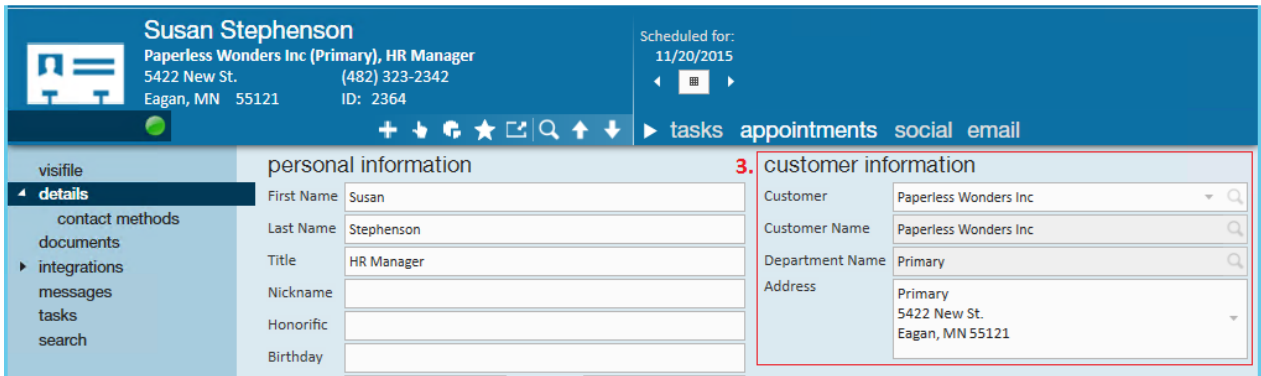 Susan Stephenson
Paperless Wonders Inc (Primary), HR Manager
5422 New St. (482) 323-2342
Eagan, MN 55121 ID: 2364
Scheduled for:
11/20/2015
tasks appointments social email
visifile
details
contact methods
documents
integrations
messages
tasks
search
personal information
First Name Susan
Last Name Stephenson
Title HR Manager
Nickname
Honorific
Birthday
3. customer information
Customer Paperless Wonders Inc
Customer Name Paperless Wonders Inc
Department Name Primary
Address Primary
5422 New St.
Eagan, MN 55121